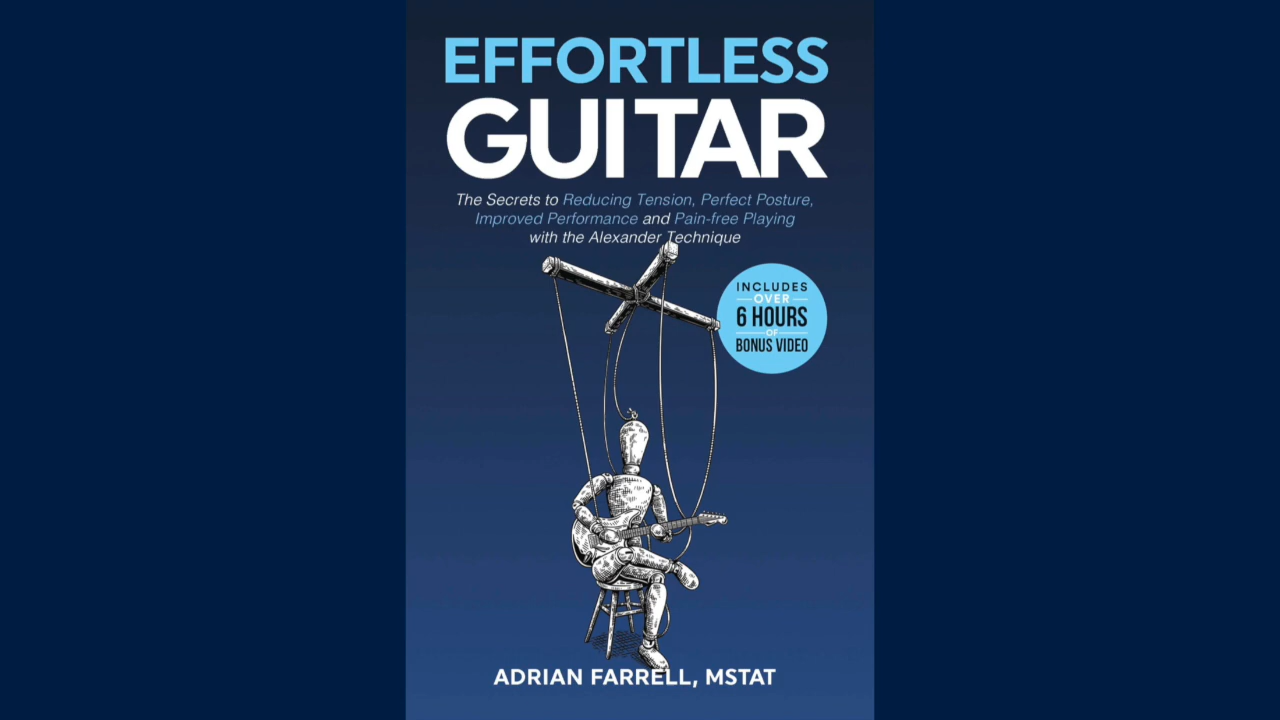 EFFORTLESS
GUITAR
The Secrets to Reducing Tension, Perfect Posture,
Improved Performance and Pain-free Playing
with the Alexander Technique
INCLUDES
OVER
6 HOURS
OF
BONUS VIDEO
ADRIAN FARRELL, MSTAT